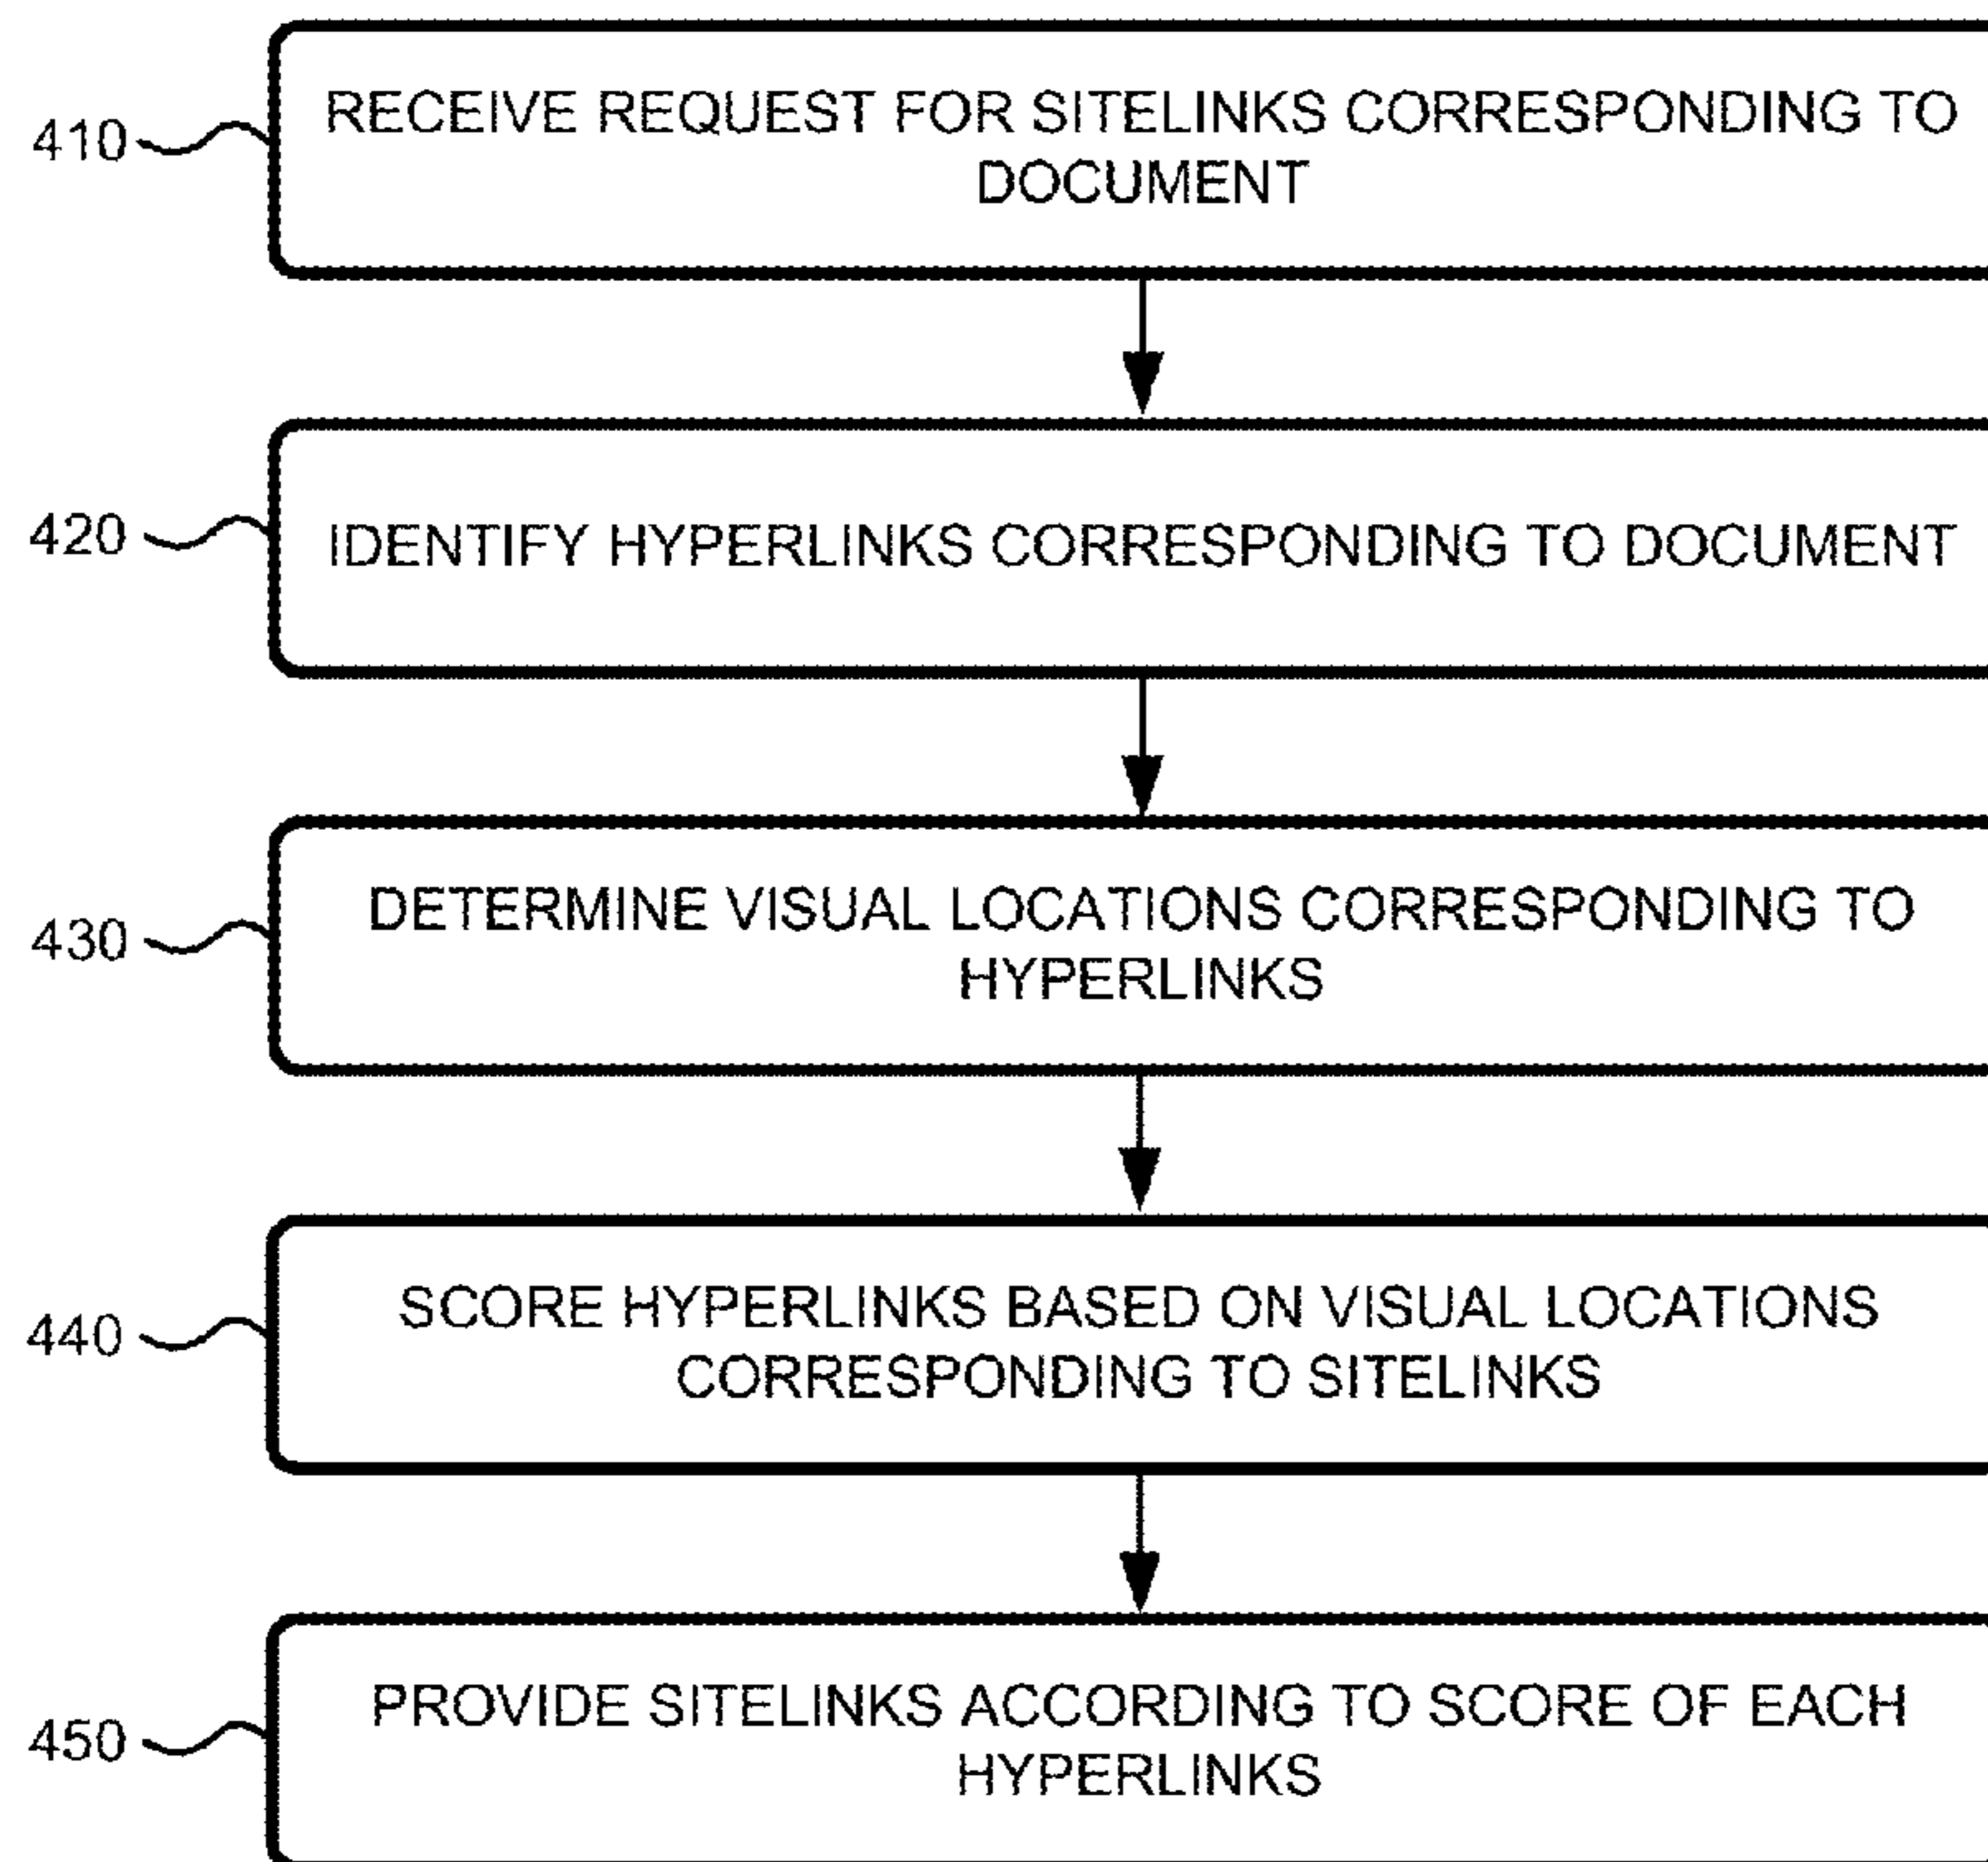 410
RECEIVE REQUEST FOR SITELINKS CORRESPONDING TO
DOCUMENT
420
IDENTIFY HYPERLINKS CORRESPONDING TO DOCUMENT
430
DETERMINE VISUAL LOCATIONS CORRESPONDING TO
HYPERLINKS
440
SCORE HYPERLINKS BASED ON VISUAL LOCATIONS
CORRESPONDING TO SITELINKS
450
PROVIDE SITELINKS ACCORDING TO SCORE OF EACH
HYPERLINKS